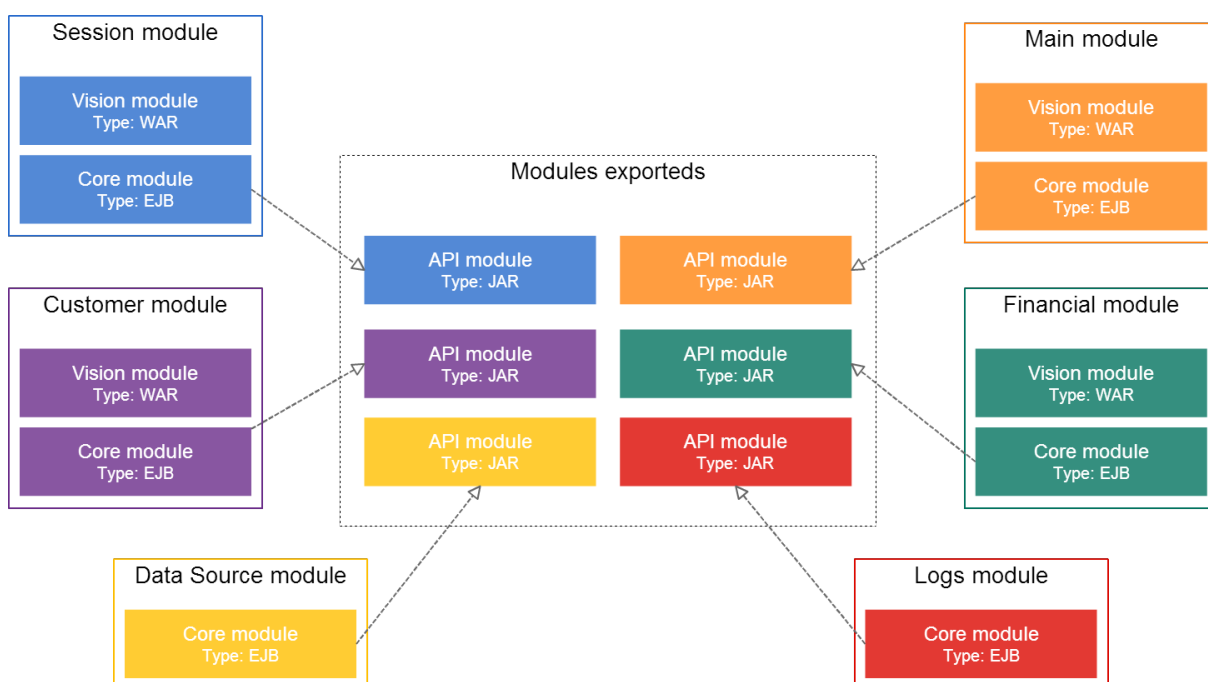 Session module
Vision module
Type: WAR
Core module
Type: EJB
Main module
Vision module
Type: WAR
Core module
Type: EJB
Modules exporteds
API module
Type: JAR
API module
Type: JAR
API module
Type: JAR
API module
Type: JAR
API module
Type: JAR
API module
Type: JAR
Customer module
Vision module
Type: WAR
Core module
Type: EJB
Financial module
Vision module
Type: WAR
Core module
Type: EJB
Data Source module
Core module
Type: EJB
Logs module
Core module
Type: EJB